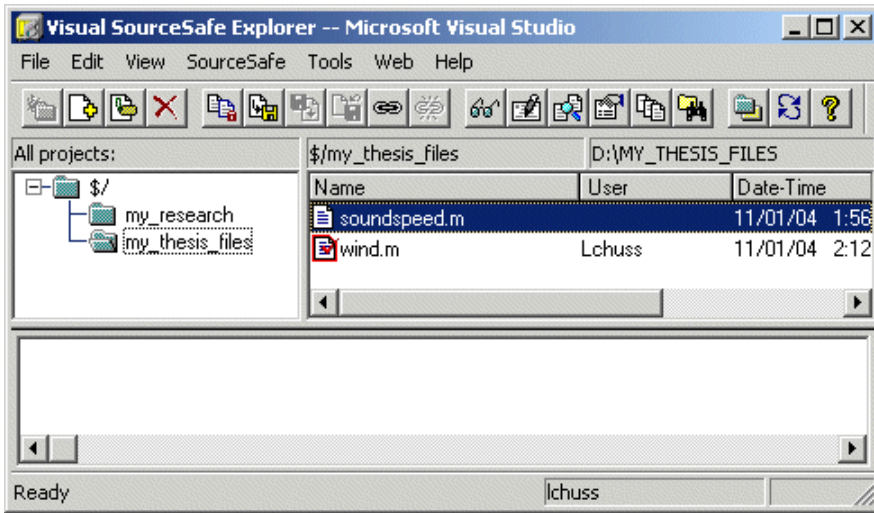 Visual SourceSafe Explorer -- Microsoft Visual Studio
File Edit View SourceSafe Tools Web Help
All projects: $/my_thesis_files D:\MY_THESIS_FILES
$/ Name User Date-Time
my_research soundspeed.m 11/01/04 1:56
my_thesis_files wind.m Lchuss 11/01/04 2:12
Ready lchuss